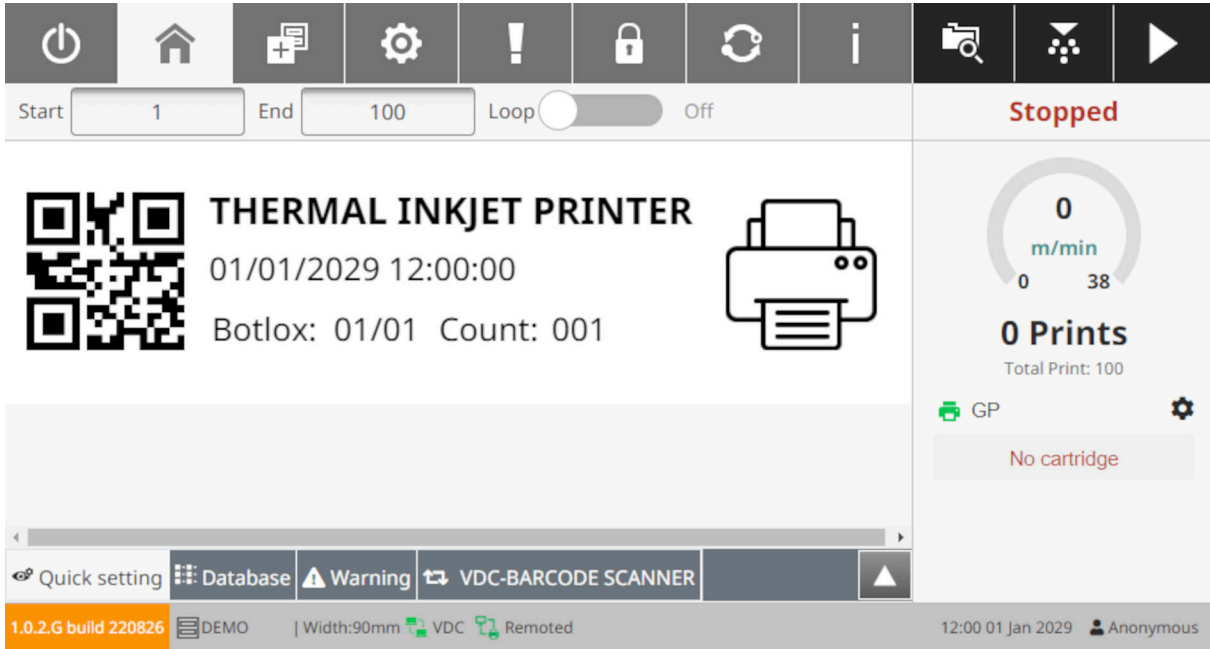 Start 1 End 100 Loop Off
Stopped
THERMAL INKJET PRINTER
01/01/2029 12:00:00
Botlox: 01/01 Count: 001
0
m/min
0 38
0 Prints
Total Print: 100
GP
No cartridge
Quick setting Database Warning VDC-BARCODE SCANNER
1.0.2.G build 220826 DEMO | Width:90mm VDC Remoted 12:00 01 Jan 2029 Anonymous